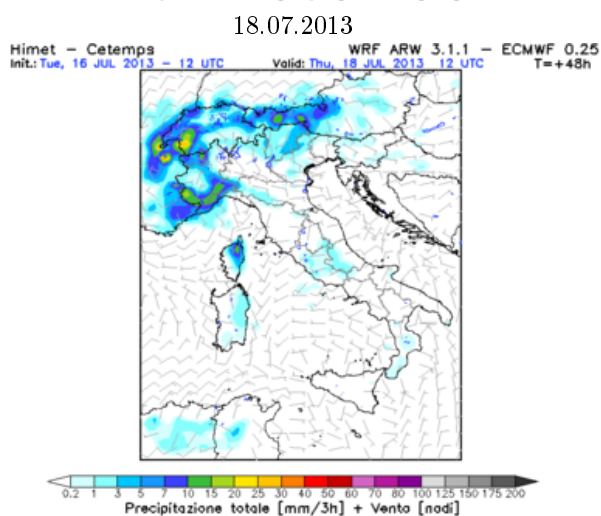 18.07.2013
Himet – Cetemps WRF ARW 3.1.1 – ECMWF 0.25
Init.: Tue, 16 JUL 2013 – 12 UTC Valid: Thu, 18 JUL 2013 12 UTC T=+48h
0.2 1 3 5 7 10 15 20 25 30 40 50 60 70 80 100 125 150 175 200
Precipitazione totale [mm/3h] + Vento [nodi]